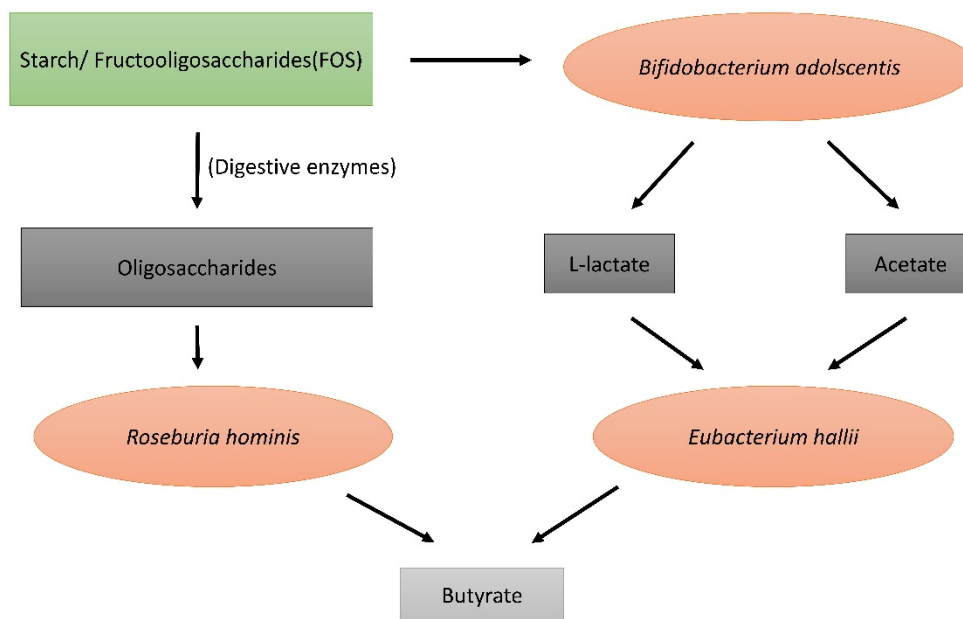 Starch/ Fructooligosaccharides(FOS)
Bifidobacterium adolscentis
(Digestive enzymes)
Oligosaccharides
L-lactate
Acetate
Roseburia hominis
Eubacterium hallii
Butyrate